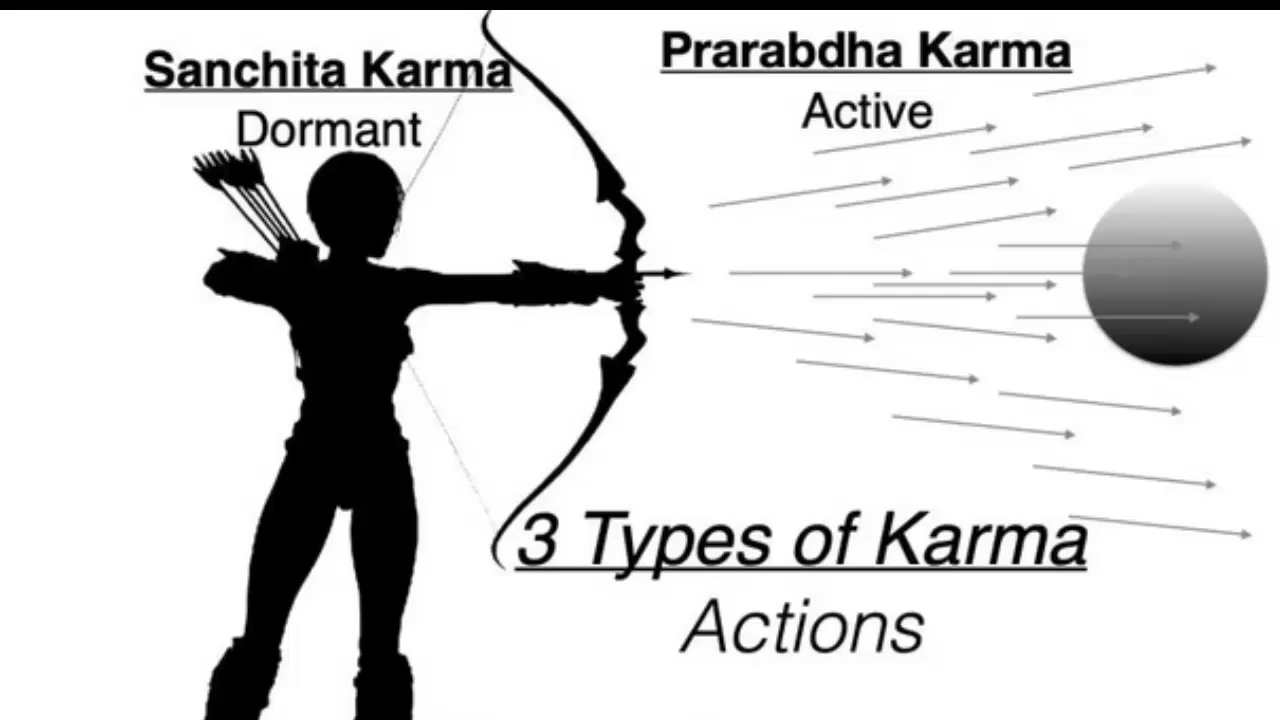 Sanchita Karma
Dormant
Prarabdha Karma
Active
3 Types of Karma
Actions